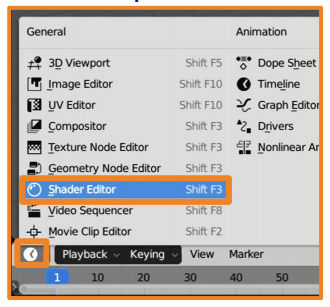 General Animation
3D Viewport Shift F5 Dope Sheet
Image Editor Shift F10 Timeline
UV Editor Shift F10 Graph Editor
Compositor Shift F3 Drivers
Texture Node Editor Shift F3 Nonlinear An
Geometry Node Editor Shift F3
Shader Editor Shift F3
Video Sequencer Shift F8
Movie Clip Editor Shift F2
Playback Keying View Marker
1 10 20 30 40 50